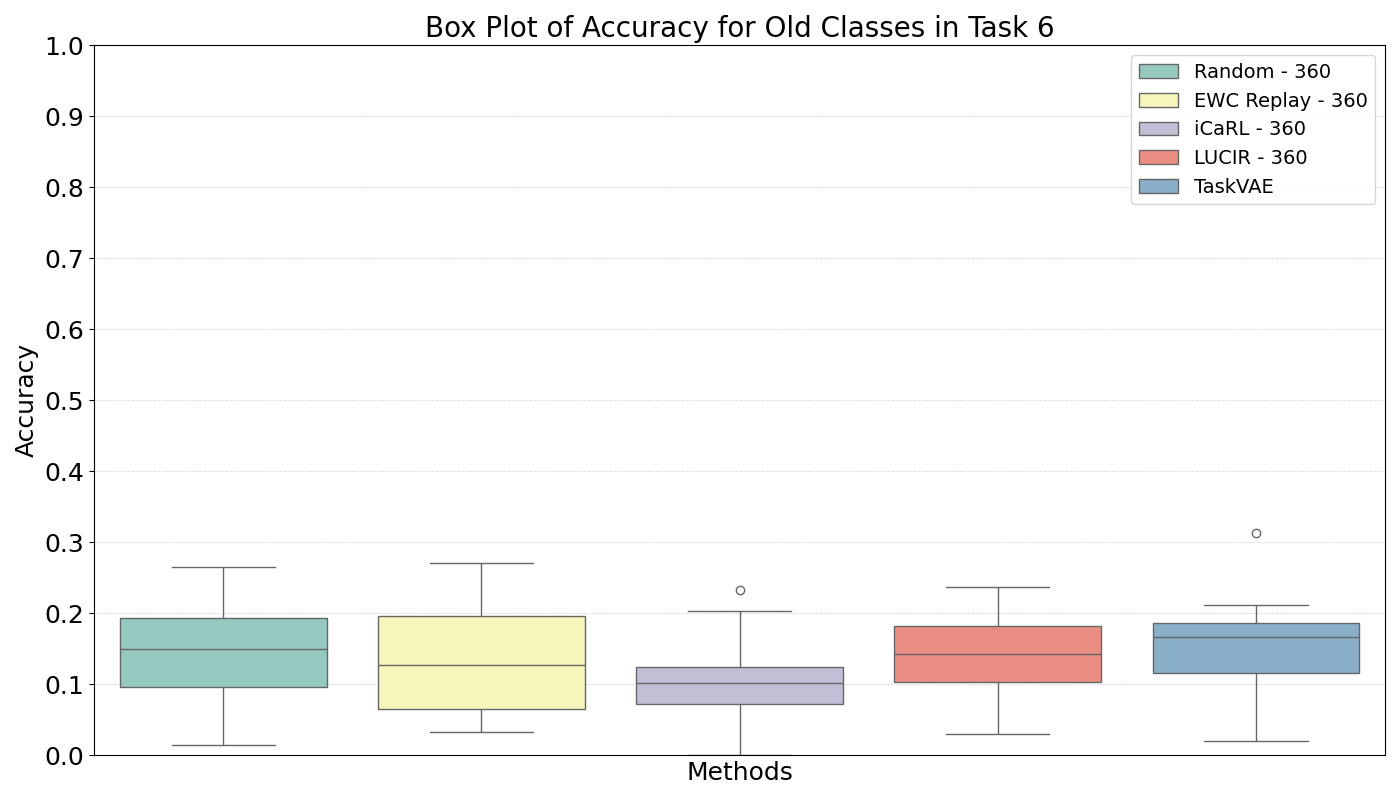 Box Plot of Accuracy for Old Classes in Task 6
1.0
0.9
0.8
0.7
0.6
0.5
0.4
0.3
0.2
0.1
0.0
Accuracy
Methods
Random - 360
EWC Replay - 360
iCaRL - 360
LUCIR - 360
TaskVAE